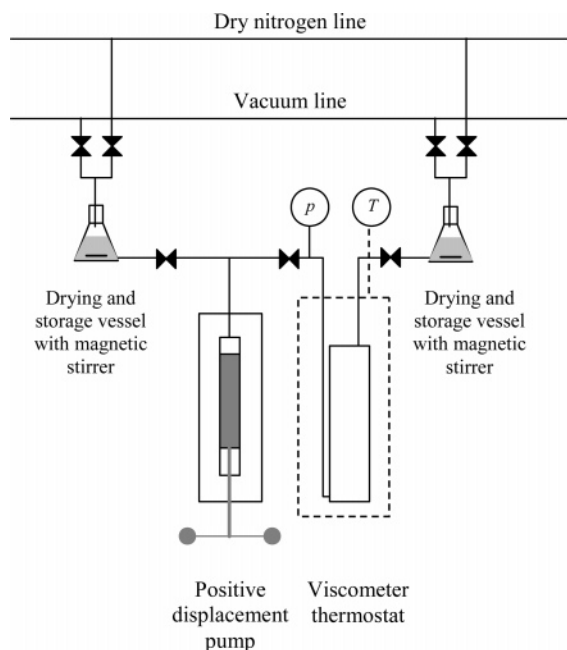 Dry nitrogen line
Vacuum line
p
T
Drying and
storage vessel
with magnetic
stirrer
Drying and
storage vessel
with magnetic
stirrer
Positive
displacement
pump
Viscometer
thermostat